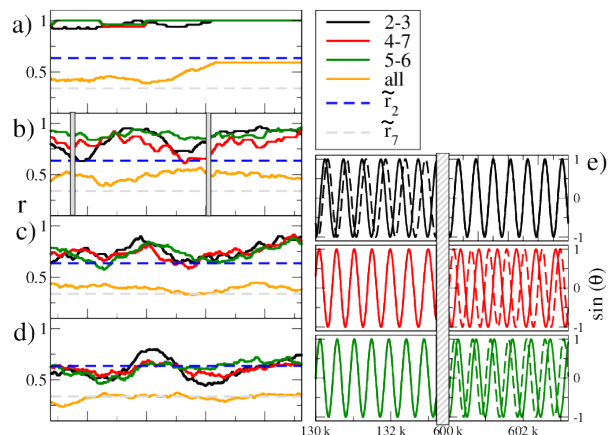 a)
1
0.5
b)
1
0.5
r
c)
1
0.5
d)
1
0.5
2-3
4-7
5-6
all
r̃2
r̃7
e)
1
0
-1
1
0
-1
1
0
-1
sin (θ)
130 k
132 k
600 k
602 k